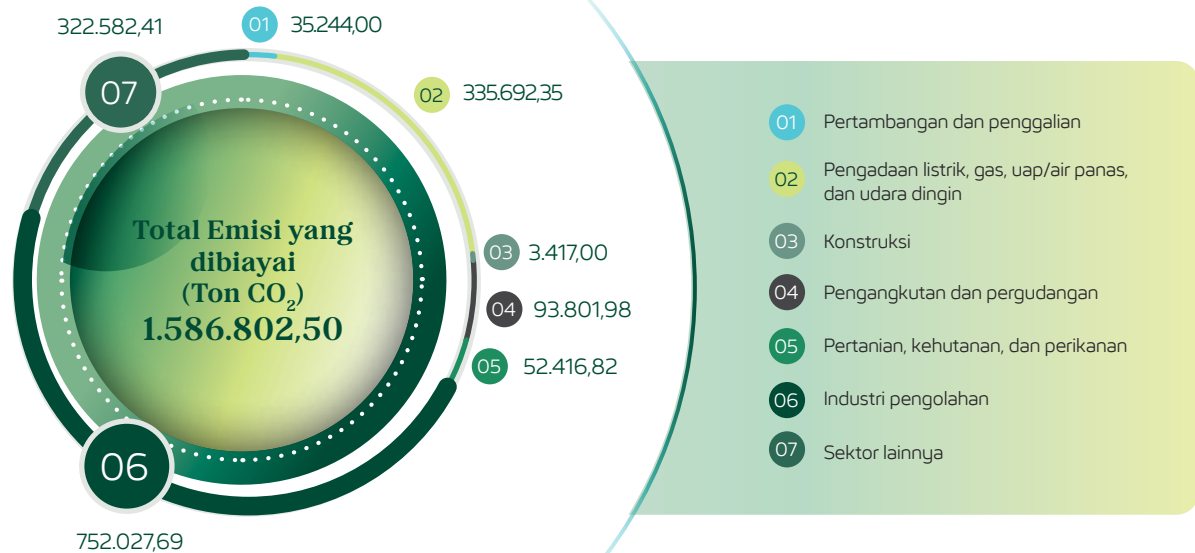 322.582,41
01 35.244,00
07
02 335.692,35
Total Emisi yang
dibiayai
(Ton CO₂)
1.586.802,50
03 3.417,00
04 93.801,98
05 52.416,82
06
752.027,69
01 Pertambangan dan penggalian
02 Pengadaan listrik, gas, uap/air panas,
dan udara dingin
03 Konstruksi
04 Pengangkutan dan pergudangan
05 Pertanian, kehutanan, dan perikanan
06 Industri pengolahan
07 Sektor lainnya